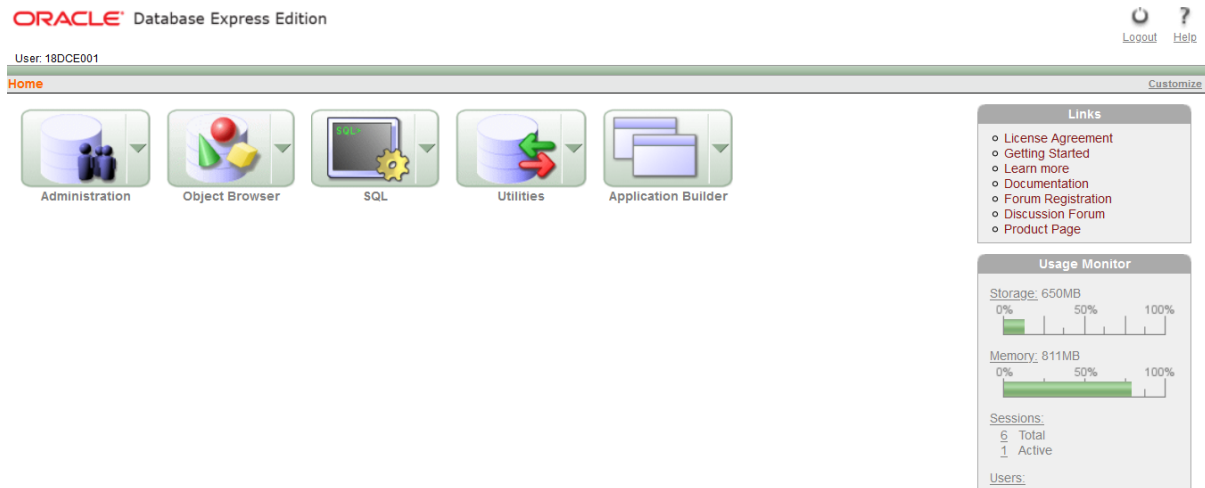 ORACLE Database Express Edition
Logout Help
User: 18DCE001
Home
Customize
SQL>
Administration
Object Browser
SQL
Utilities
Application Builder
Links
License Agreement
Getting Started
Learn more
Documentation
Forum Registration
Discussion Forum
Product Page
Usage Monitor
Storage: 650MB
0% 50% 100%
Memory: 811MB
0% 50% 100%
Sessions:
6 Total
1 Active
Users: